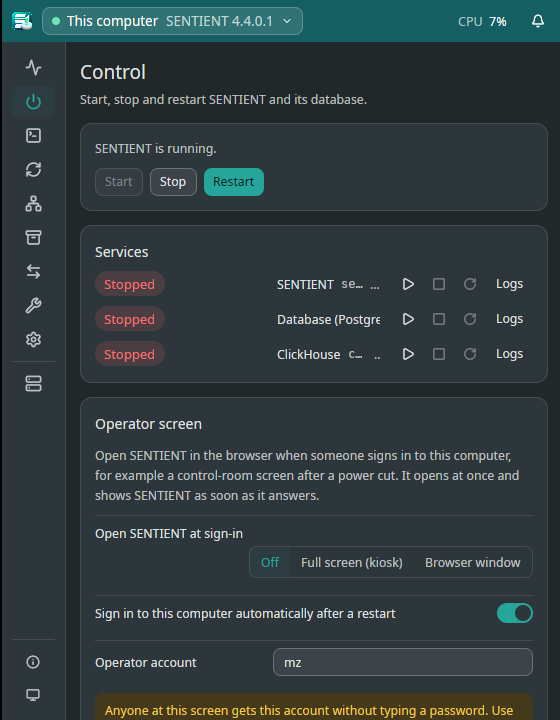 This computer SENTIENT 4.4.0.1
CPU 7%
Control
Start, stop and restart SENTIENT and its database.
SENTIENT is running.
Start Stop Restart
Services
Stopped SENTIENT se… … Logs
Stopped Database (Postgre Logs
Stopped ClickHouse c… .. Logs
Operator screen
Open SENTIENT in the browser when someone signs in to this computer,
for example a control-room screen after a power cut. It opens at once and
shows SENTIENT as soon as it answers.
Open SENTIENT at sign-in
Off Full screen (kiosk) Browser window
Sign in to this computer automatically after a restart
Operator account mz
Anyone at this screen gets this account without typing a password. Use